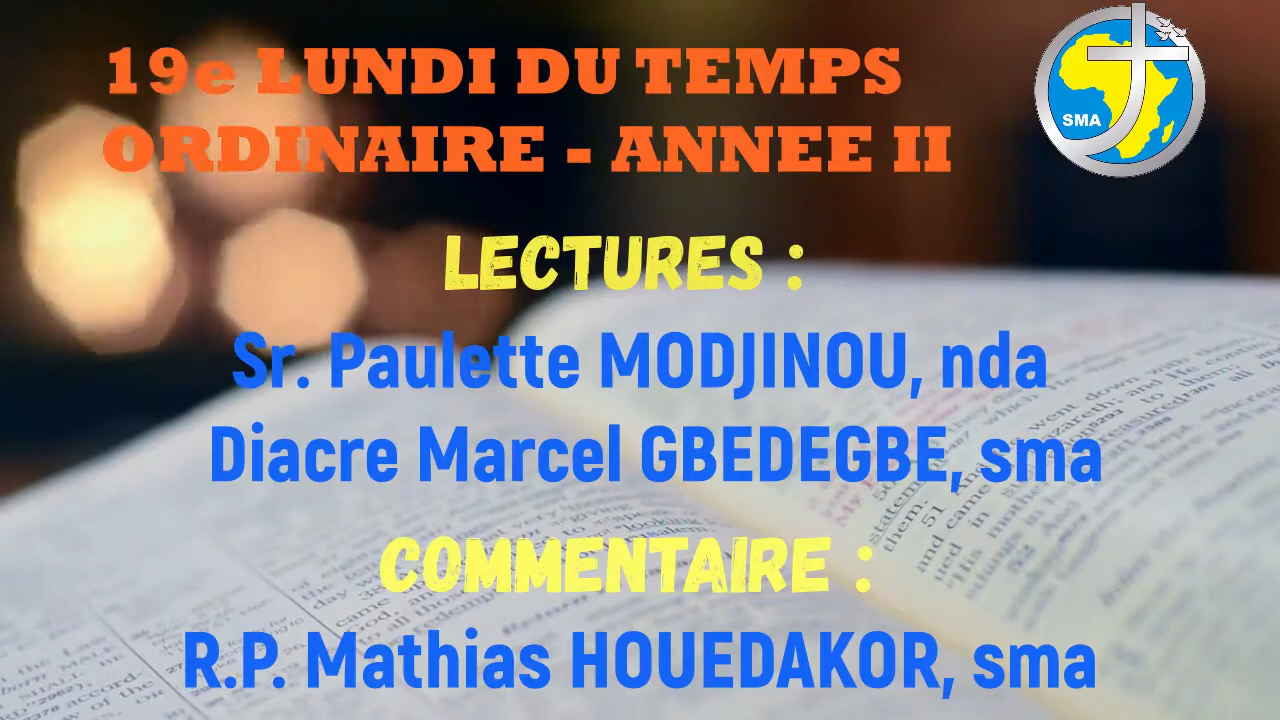 19e LUNDI DU TEMPS
ORDINAIRE - ANNEE II
SMA
LECTURES :
Sr. Paulette MODJINOU, nda
Diacre Marcel GBEDEGBE, sma
COMMENTAIRE :
R.P. Mathias HOUEDAKOR, sma